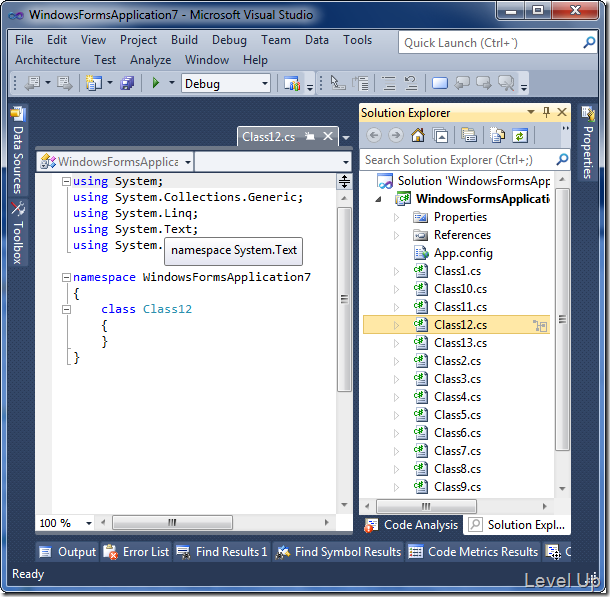 WindowsFormsApplication7 - Microsoft Visual Studio
File Edit View Project Build Debug Team Data Tools
Quick Launch (Ctrl+`)
Architecture Test Analyze Window Help
Debug
Data Sources
Toolbox
Class12.cs
WindowsFormsApplica
using System;
using System.Collections.Generic;
using System.Linq;
using System.Text;
using System.
namespace System.Text
namespace WindowsFormsApplication7
{
class Class12
{
}
}
100 %
Solution Explorer
Search Solution Explorer (Ctrl+;)
Solution 'WindowsFormsApp
WindowsFormsApplicati
Properties
References
App.config
Class1.cs
Class10.cs
Class11.cs
Class12.cs
Class13.cs
Class2.cs
Class3.cs
Class4.cs
Class5.cs
Class6.cs
Class7.cs
Class8.cs
Class9.cs
Code Analysis Solution Expl...
Properties
Output Error List Find Results 1 Find Symbol Results Code Metrics Results C
Ready
Level Up